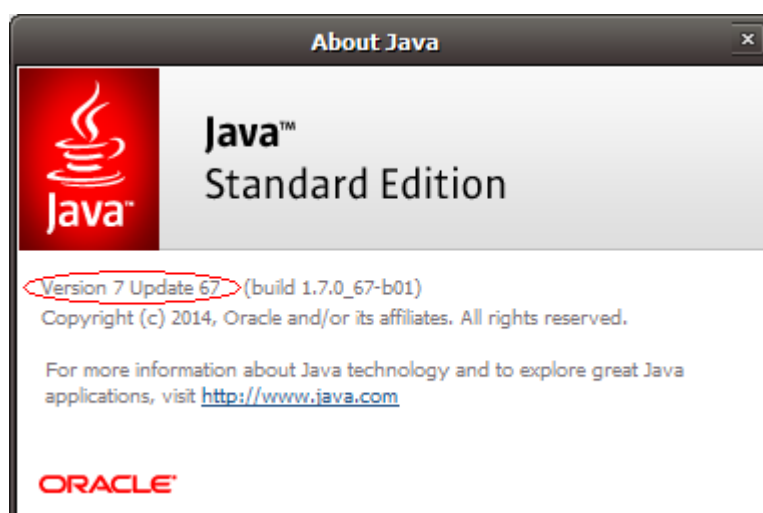 About Java
Java™
Java™
Standard Edition
Version 7 Update 67 (build 1.7.0_67-b01)
Copyright (c) 2014, Oracle and/or its affiliates. All rights reserved.
For more information about Java technology and to explore great Java
applications, visit http://www.java.com
ORACLE